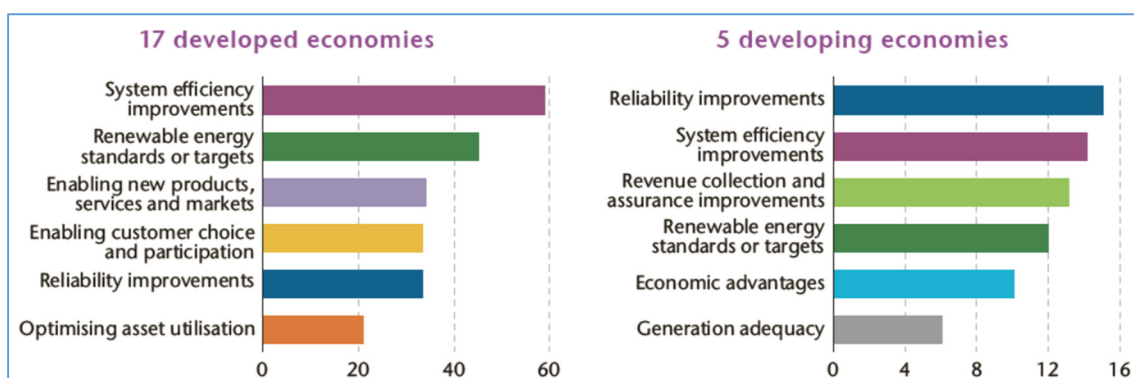 17 developed economies
System efficiency
improvements
Renewable energy
standards or targets
Enabling new products,
services and markets
Enabling customer choice
and participation
Reliability improvements
Optimising asset utilisation
0 20 40 60
5 developing economies
Reliability improvements
System efficiency
improvements
Revenue collection and
assurance improvements
Renewable energy
standards or targets
Economic advantages
Generation adequacy
0 4 8 12 16